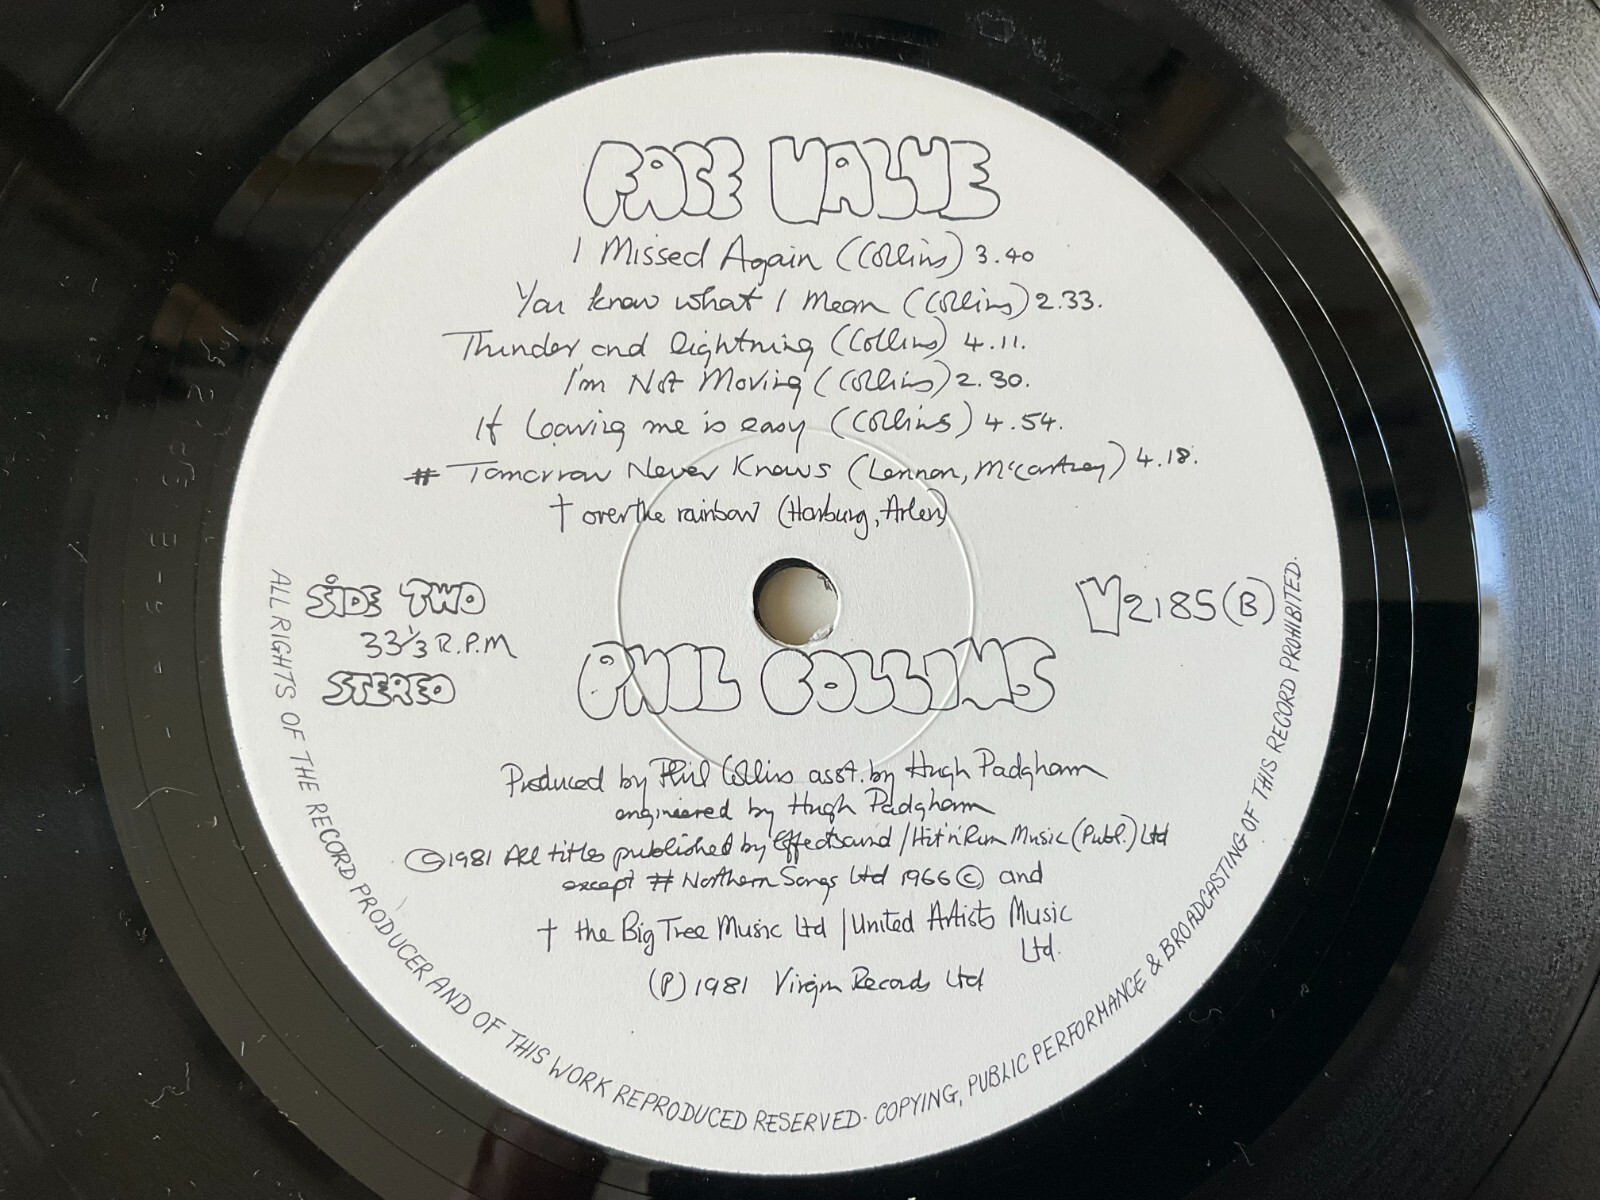 FACE VALUE
I Missed Again (Collins) 3.40
You know what I Mean (Collins) 2.33.
Thunder and lightning (Collins) 4.11.
I'm Not Moving (Collins) 2.30.
If leaving me is easy (Collins) 4.54.
# Tomorrow Never Knows (Lennon, McCartney) 4.18.
† over the rainbow (Harburg, Arlen)
SIDE TWO
33 1/3 R.P.M
STEREO
V2185 (B)
PHIL COLLINS
Produced by Phil Collins asst. by Hugh Padgham
engineered by Hugh Padgham
© 1981 All titles published by Effectsound / Hit 'n' Run Music (Publ.) Ltd
except # Northern Songs Ltd 1966 © and
† the Big Tree Music Ltd / United Artists Music
Ltd.
(P) 1981 Virgin Records Ltd
ALL RIGHTS OF THE RECORD PRODUCER AND OF THIS WORK REPRODUCED RESERVED. COPYING, PUBLIC PERFORMANCE & BROADCASTING OF THIS RECORD PROHIBITED.